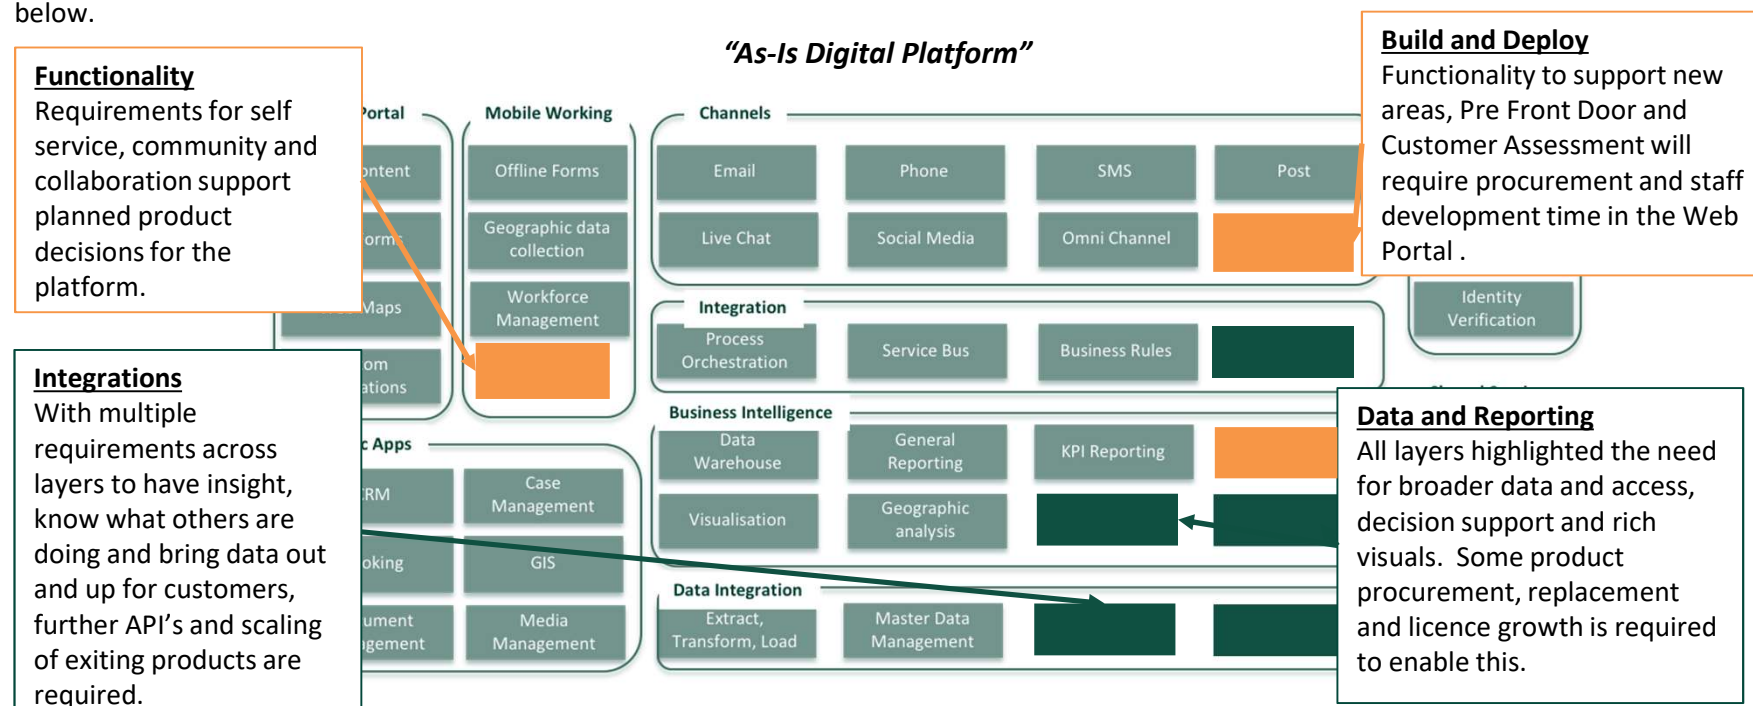 below.
"As-Is Digital Platform"
Functionality
Requirements for self
service, community and
collaboration support
planned product
decisions for the
platform.
Integrations
With multiple
requirements across
layers to have insight,
know what others are
doing and bring data out
and up for customers,
further API's and scaling
of exiting products are
required.
Portal
Maps
Apps
Mobile Working
Offline Forms
Geographic data
collection
Workforce
Management
Case
Management
GIS
Media
Management
Channels
Email
Phone
SMS
Post
Live Chat
Social Media
Omni Channel
Integration
Process
Orchestration
Service Bus
Business Rules
Business Intelligence
Data
Warehouse
General
Reporting
KPI Reporting
Visualisation
Geographic
analysis
Data Integration
Extract,
Transform, Load
Master Data
Management
Build and Deploy
Functionality to support new
areas, Pre Front Door and
Customer Assessment will
require procurement and staff
development time in the Web
Portal .
Identity
Verification
Data and Reporting
All layers highlighted the need
for broader data and access,
decision support and rich
visuals. Some product
procurement, replacement
and licence growth is required
to enable this.